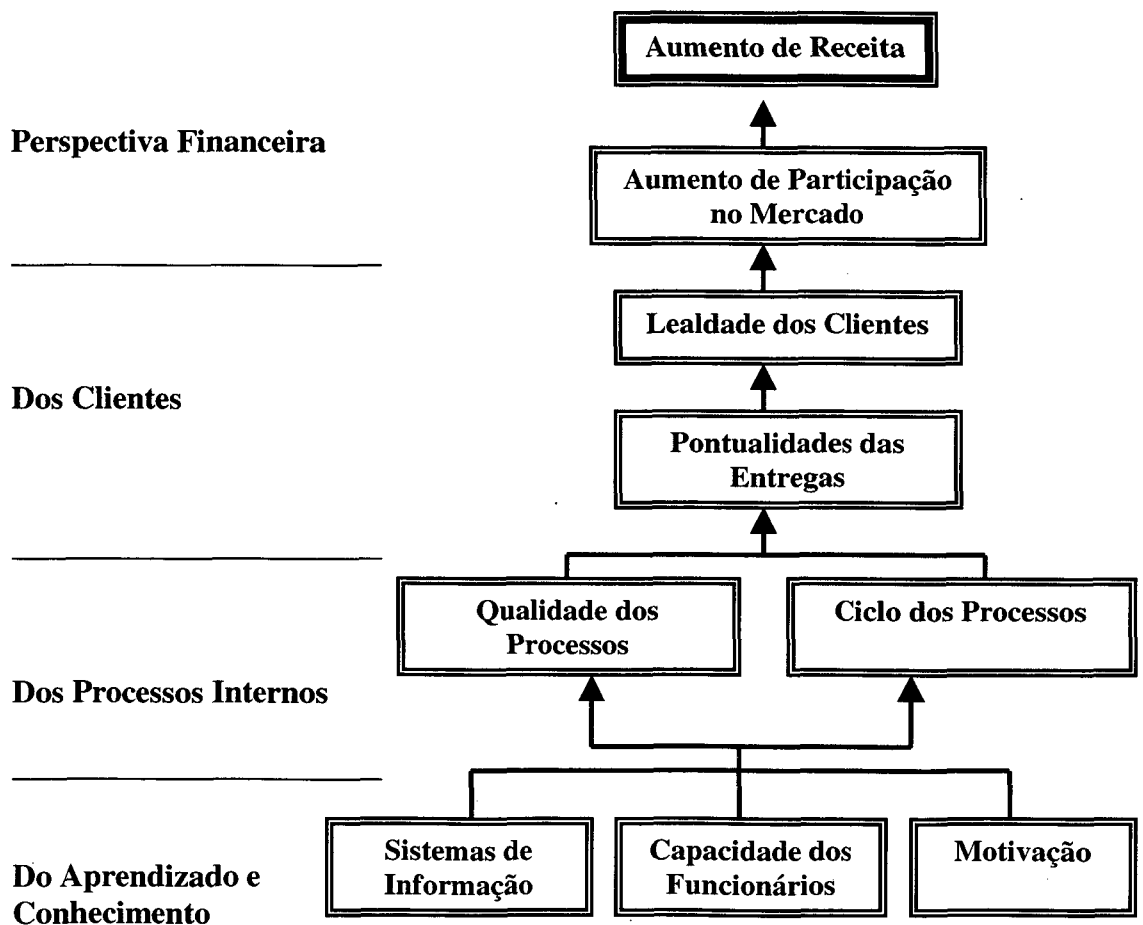 Aumento de Receita
Perspectiva Financeira
Aumento de Participação
no Mercado
Lealdade dos Clientes
Dos Clientes
Pontualidades das
Entregas
Qualidade dos
Processos
Ciclo dos Processos
Dos Processos Internos
Sistemas de
Informação
Capacidade dos
Funcionários
Motivação
Do Aprendizado e
Conhecimento